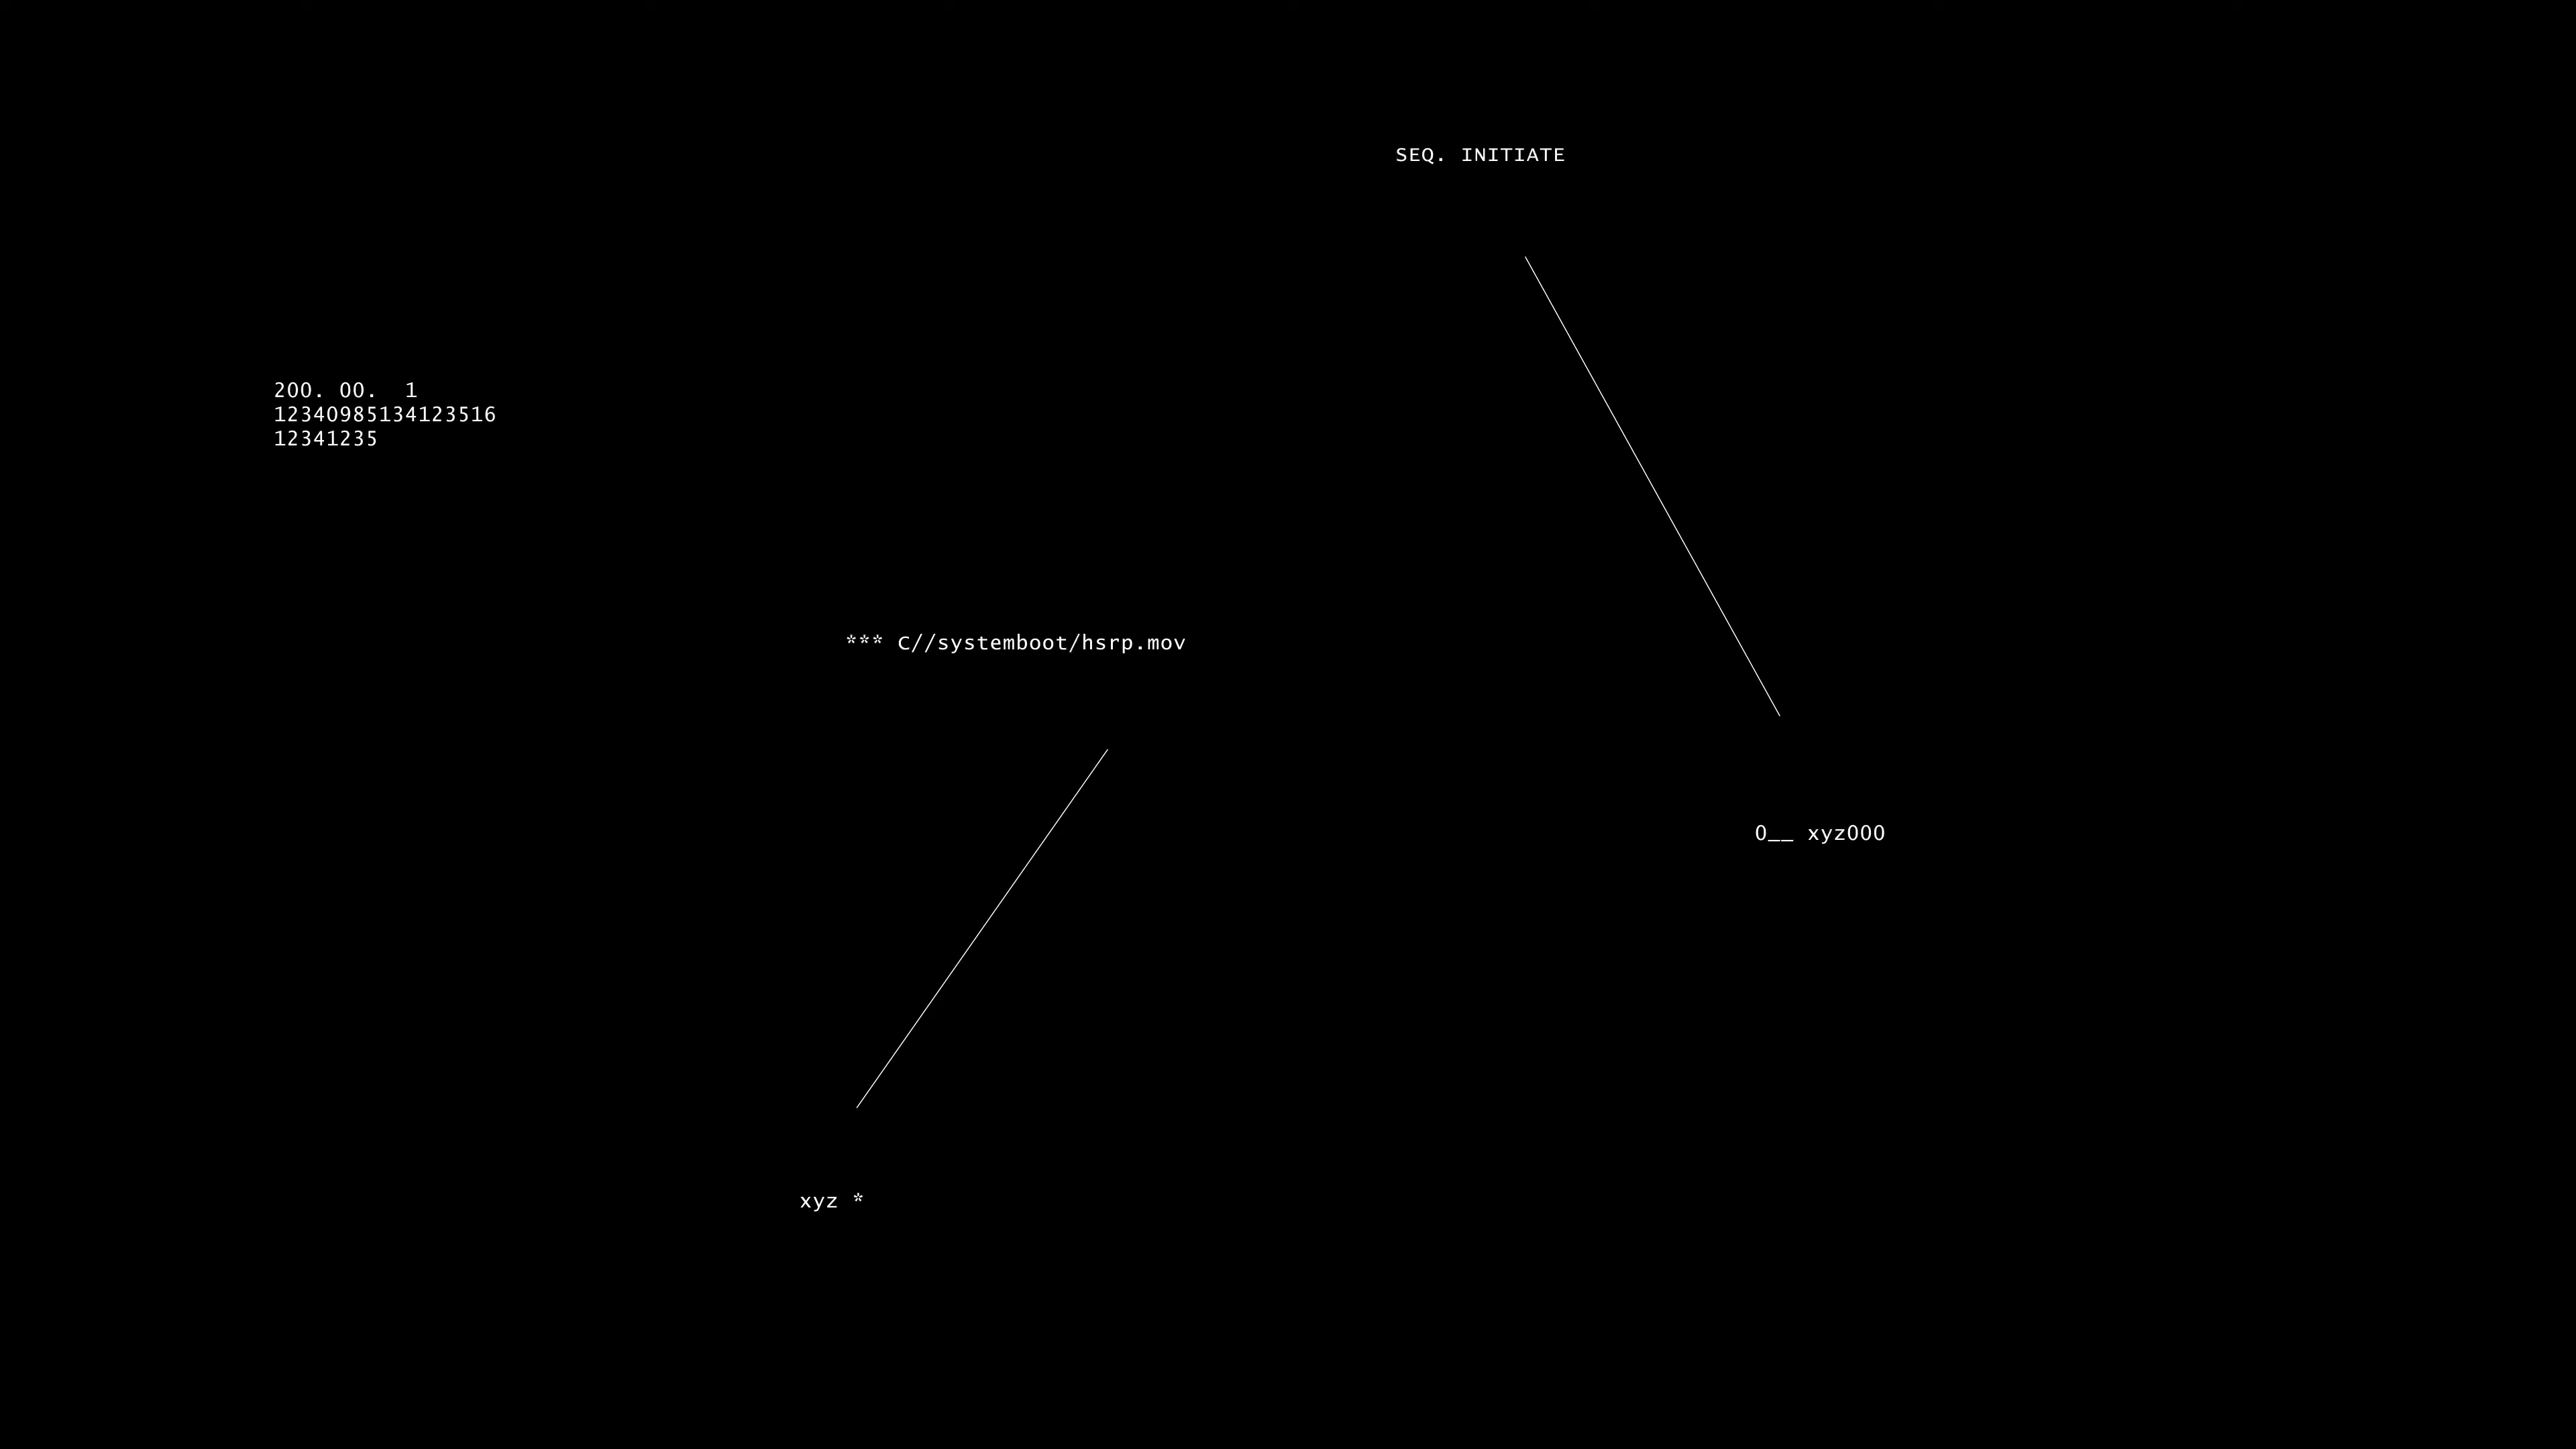 SEQ. INITIATE
200. 00.  1
12340985134123516
12341235
*** C//systemboot/hsrp.mov
0__ xyz000
xyz *